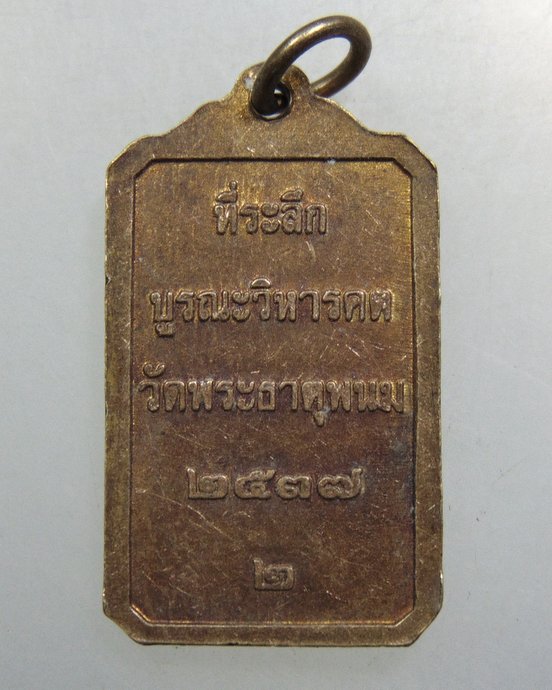 ที่ระลึก
บูรณะวิหารคต
วัดพระธาตุพนม
๒๕๓๗
๒